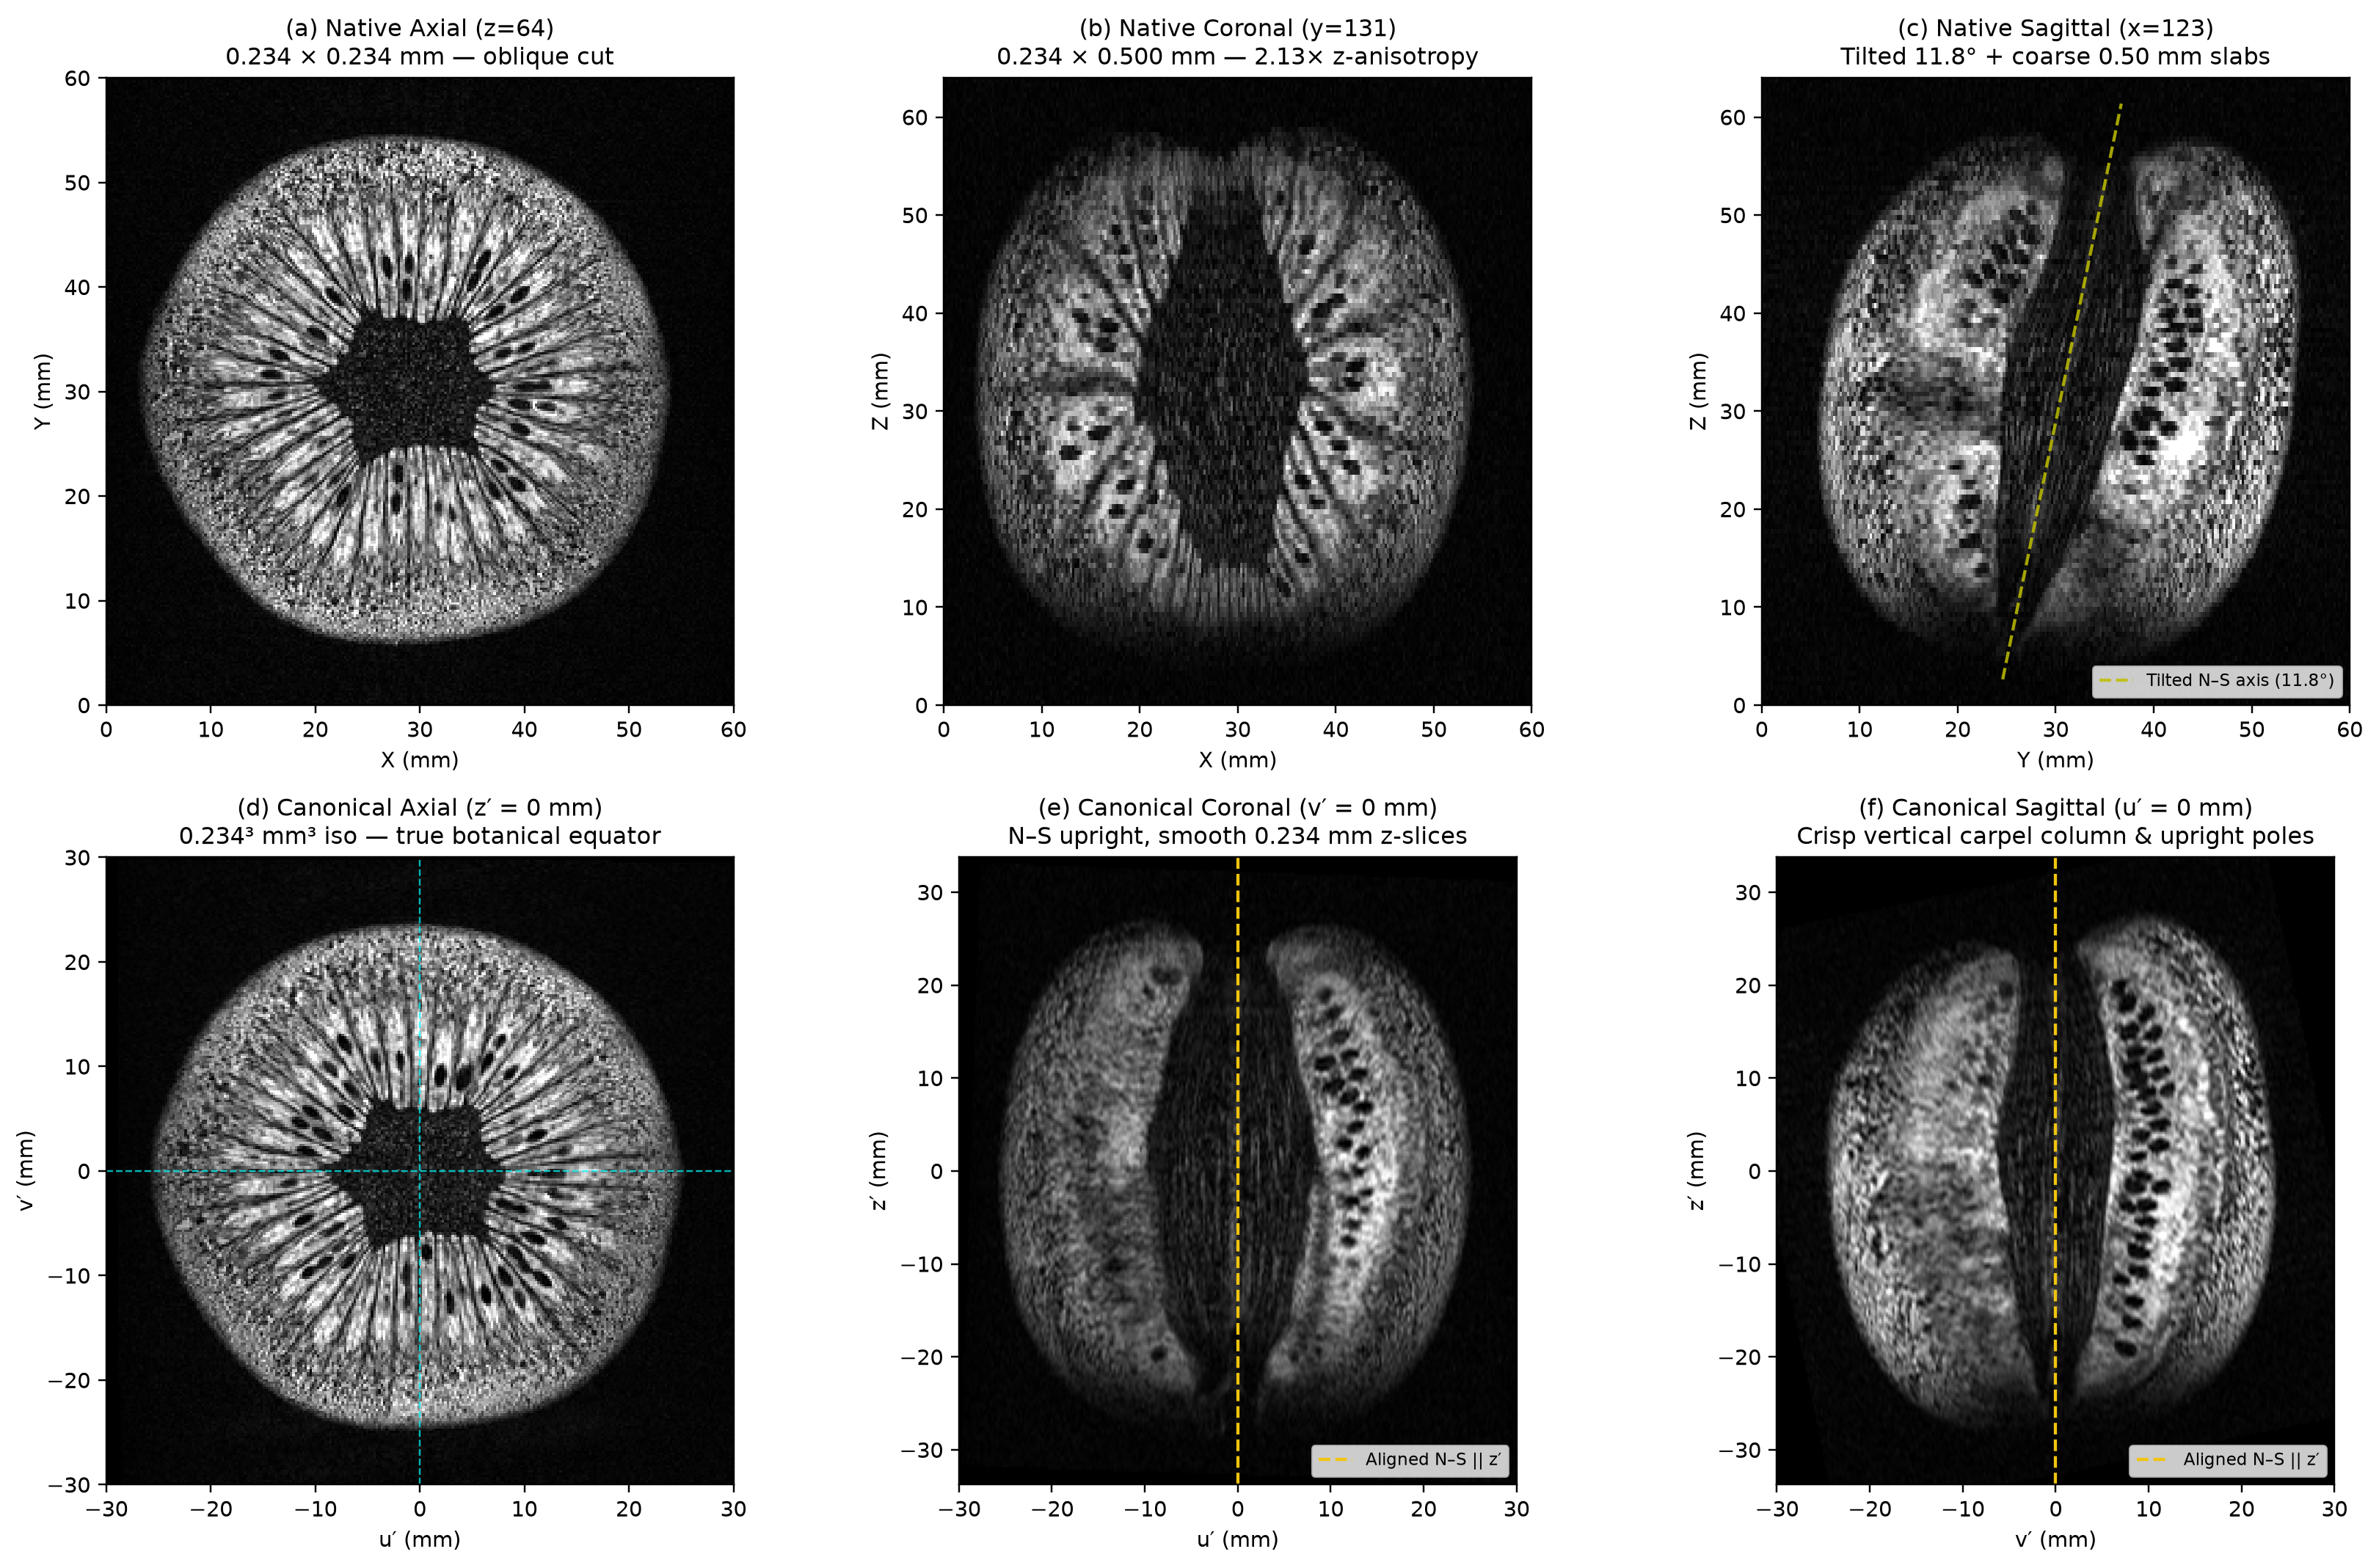 (a) Native Axial (z=64)
0.234 × 0.234 mm — oblique cut
60
50
40
30
20
10
0
Y (mm)
0 10 20 30 40 50 60
X (mm)
(b) Native Coronal (y=131)
0.234 × 0.500 mm — 2.13× z-anisotropy
60
50
40
30
20
10
0
Z (mm)
0 10 20 30 40 50 60
X (mm)
(c) Native Sagittal (x=123)
Tilted 11.8° + coarse 0.50 mm slabs
60
50
40
30
20
10
0
Z (mm)
Tilted N–S axis (11.8°)
0 10 20 30 40 50 60
Y (mm)
(d) Canonical Axial (z′ = 0 mm)
0.234³ mm³ iso — true botanical equator
30
20
10
0
−10
−20
−30
v′ (mm)
−30 −20 −10 0 10 20 30
u′ (mm)
(e) Canonical Coronal (v′ = 0 mm)
N–S upright, smooth 0.234 mm z-slices
30
20
10
0
−10
−20
−30
z′ (mm)
Aligned N–S || z′
−30 −20 −10 0 10 20 30
u′ (mm)
(f) Canonical Sagittal (u′ = 0 mm)
Crisp vertical carpel column & upright poles
30
20
10
0
−10
−20
−30
z′ (mm)
Aligned N–S || z′
−30 −20 −10 0 10 20 30
v′ (mm)